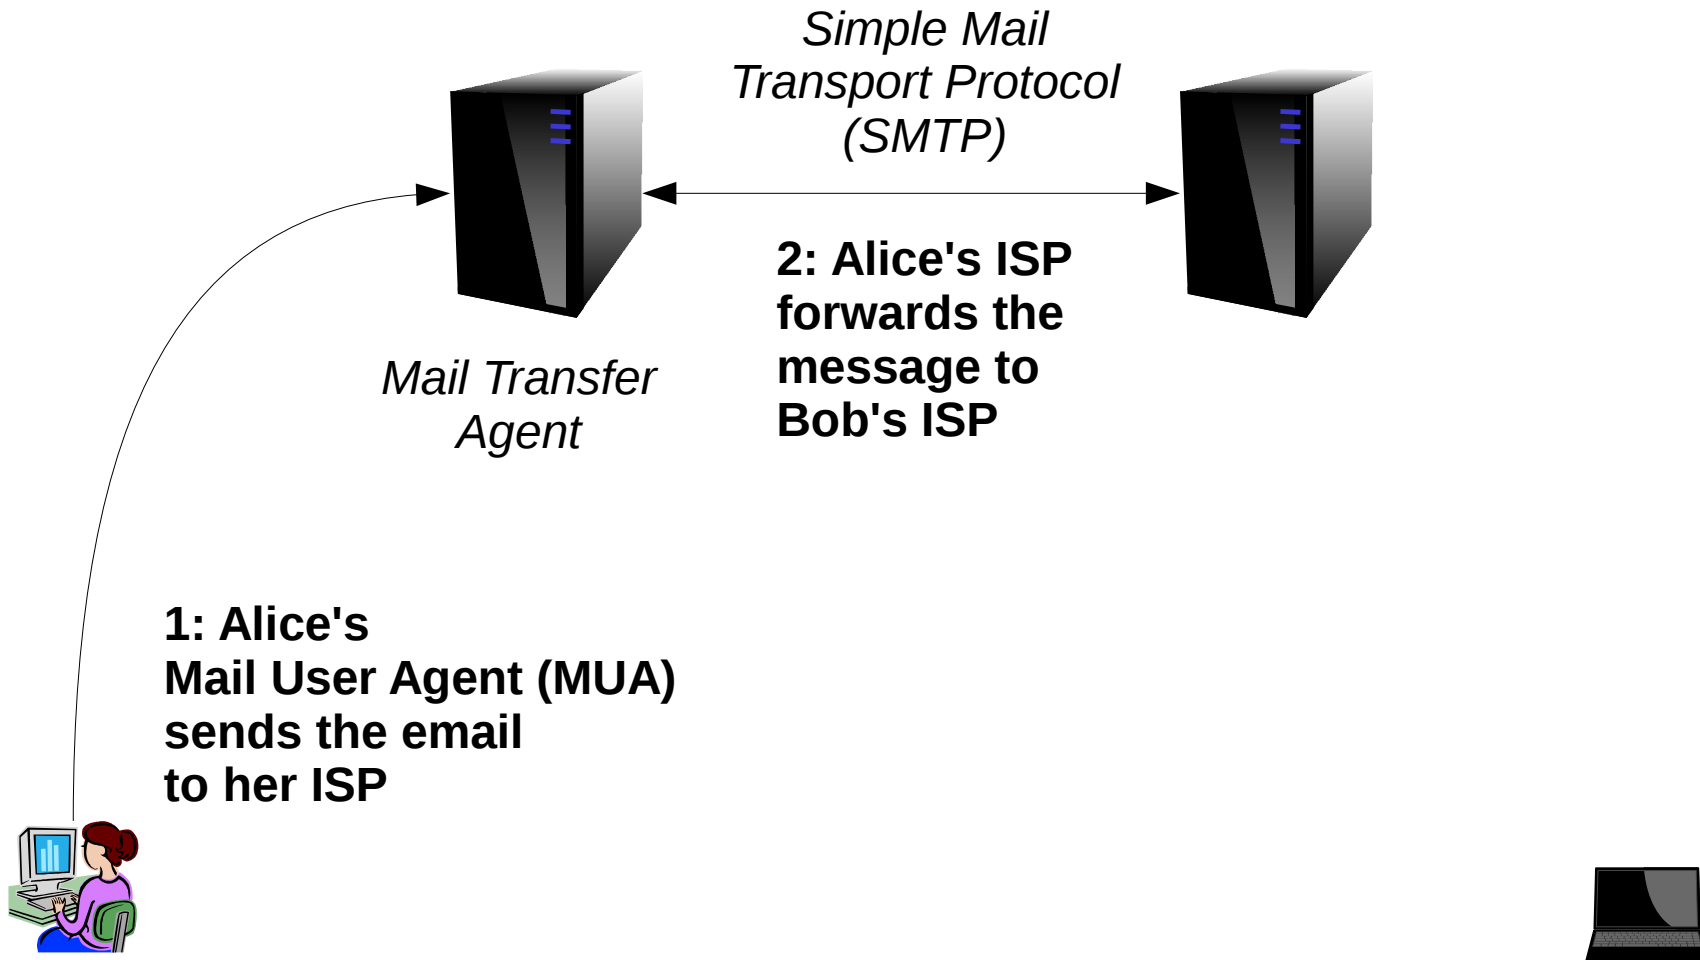 Simple Mail
Transport Protocol
(SMTP)
2: Alice's ISP
forwards the
message to
Bob's ISP
Mail Transfer
Agent
1: Alice's
Mail User Agent (MUA)
sends the email
to her ISP